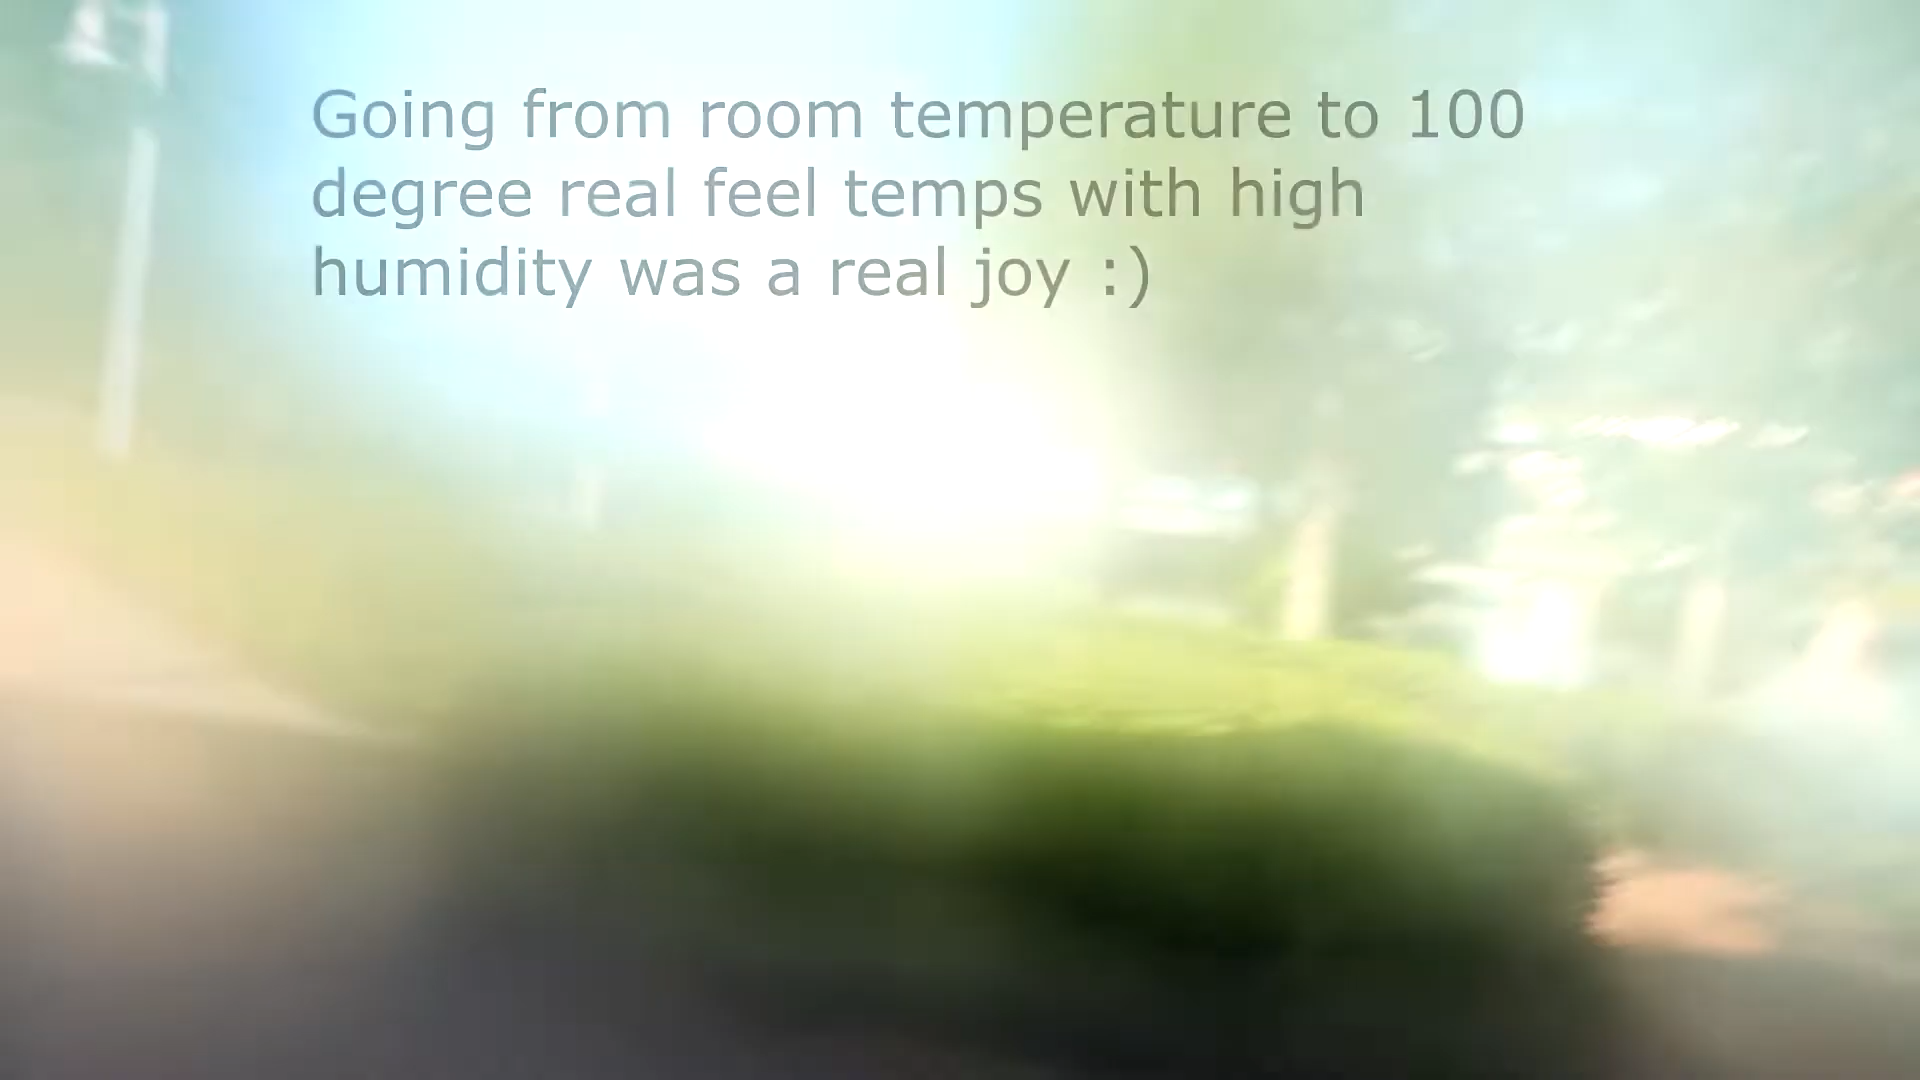 Going from room temperature to 100
degree real feel temps with high
humidity was a real joy :)